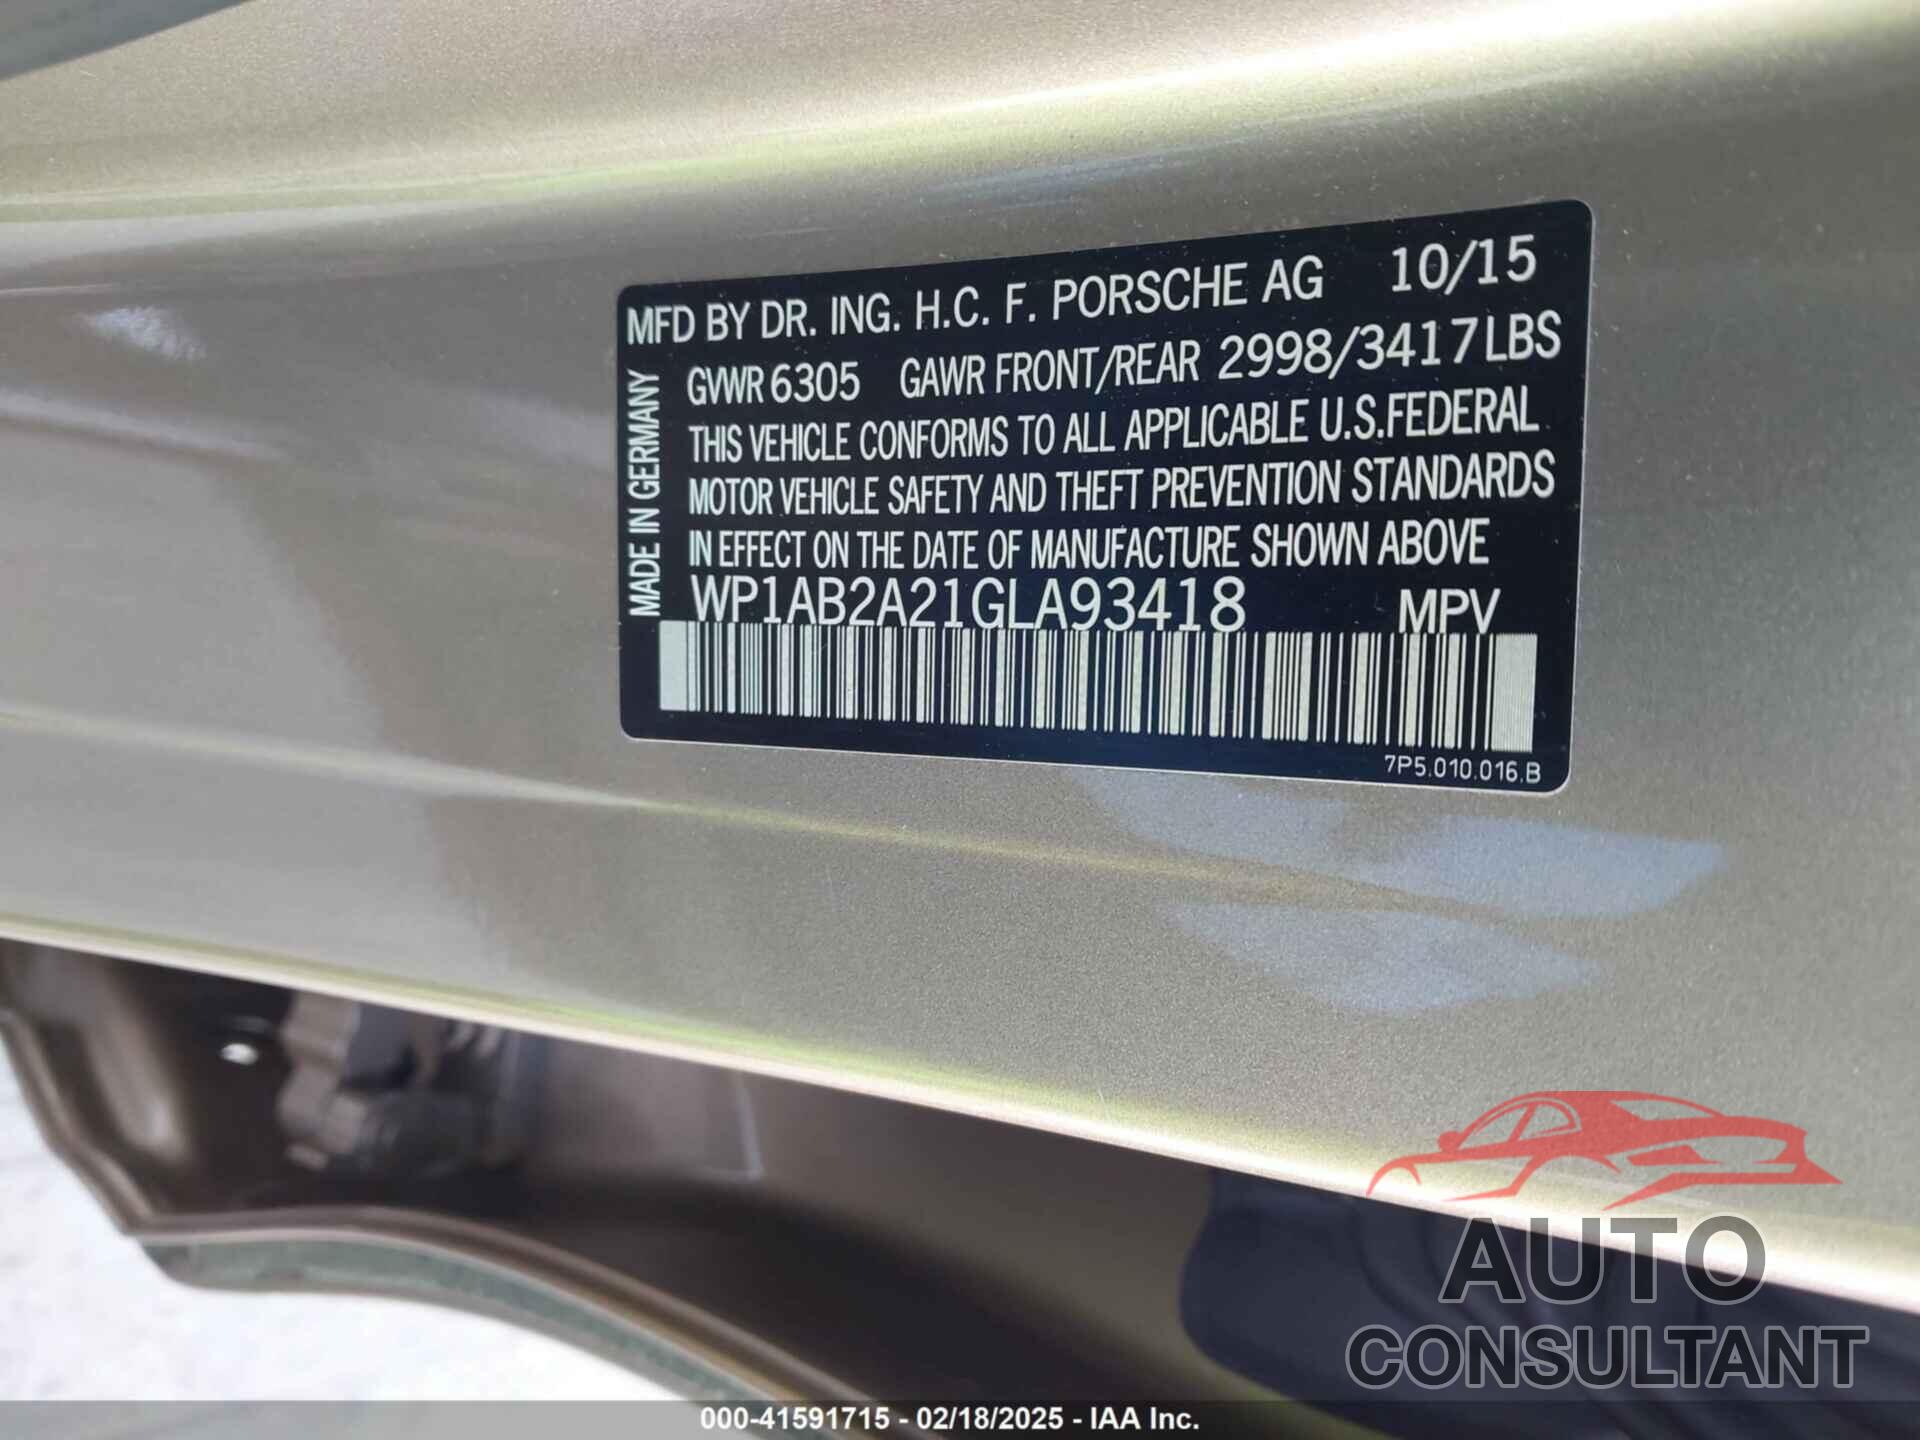 MFD BY DR. ING. H.C. F. PORSCHE AG 10/15
GVWR 6305 GAWR FRONT/REAR 2998/3417LBS
THIS VEHICLE CONFORMS TO ALL APPLICABLE U.S.FEDERAL
MOTOR VEHICLE SAFETY AND THEFT PREVENTION STANDARDS
IN EFFECT ON THE DATE OF MANUFACTURE SHOWN ABOVE
WP1AB2A21GLA93418 MPV
MADE IN GERMANY
7P5.010.016.B
AUTO
CONSULTANT
000-41591715 - 02/18/2025 - IAA Inc.